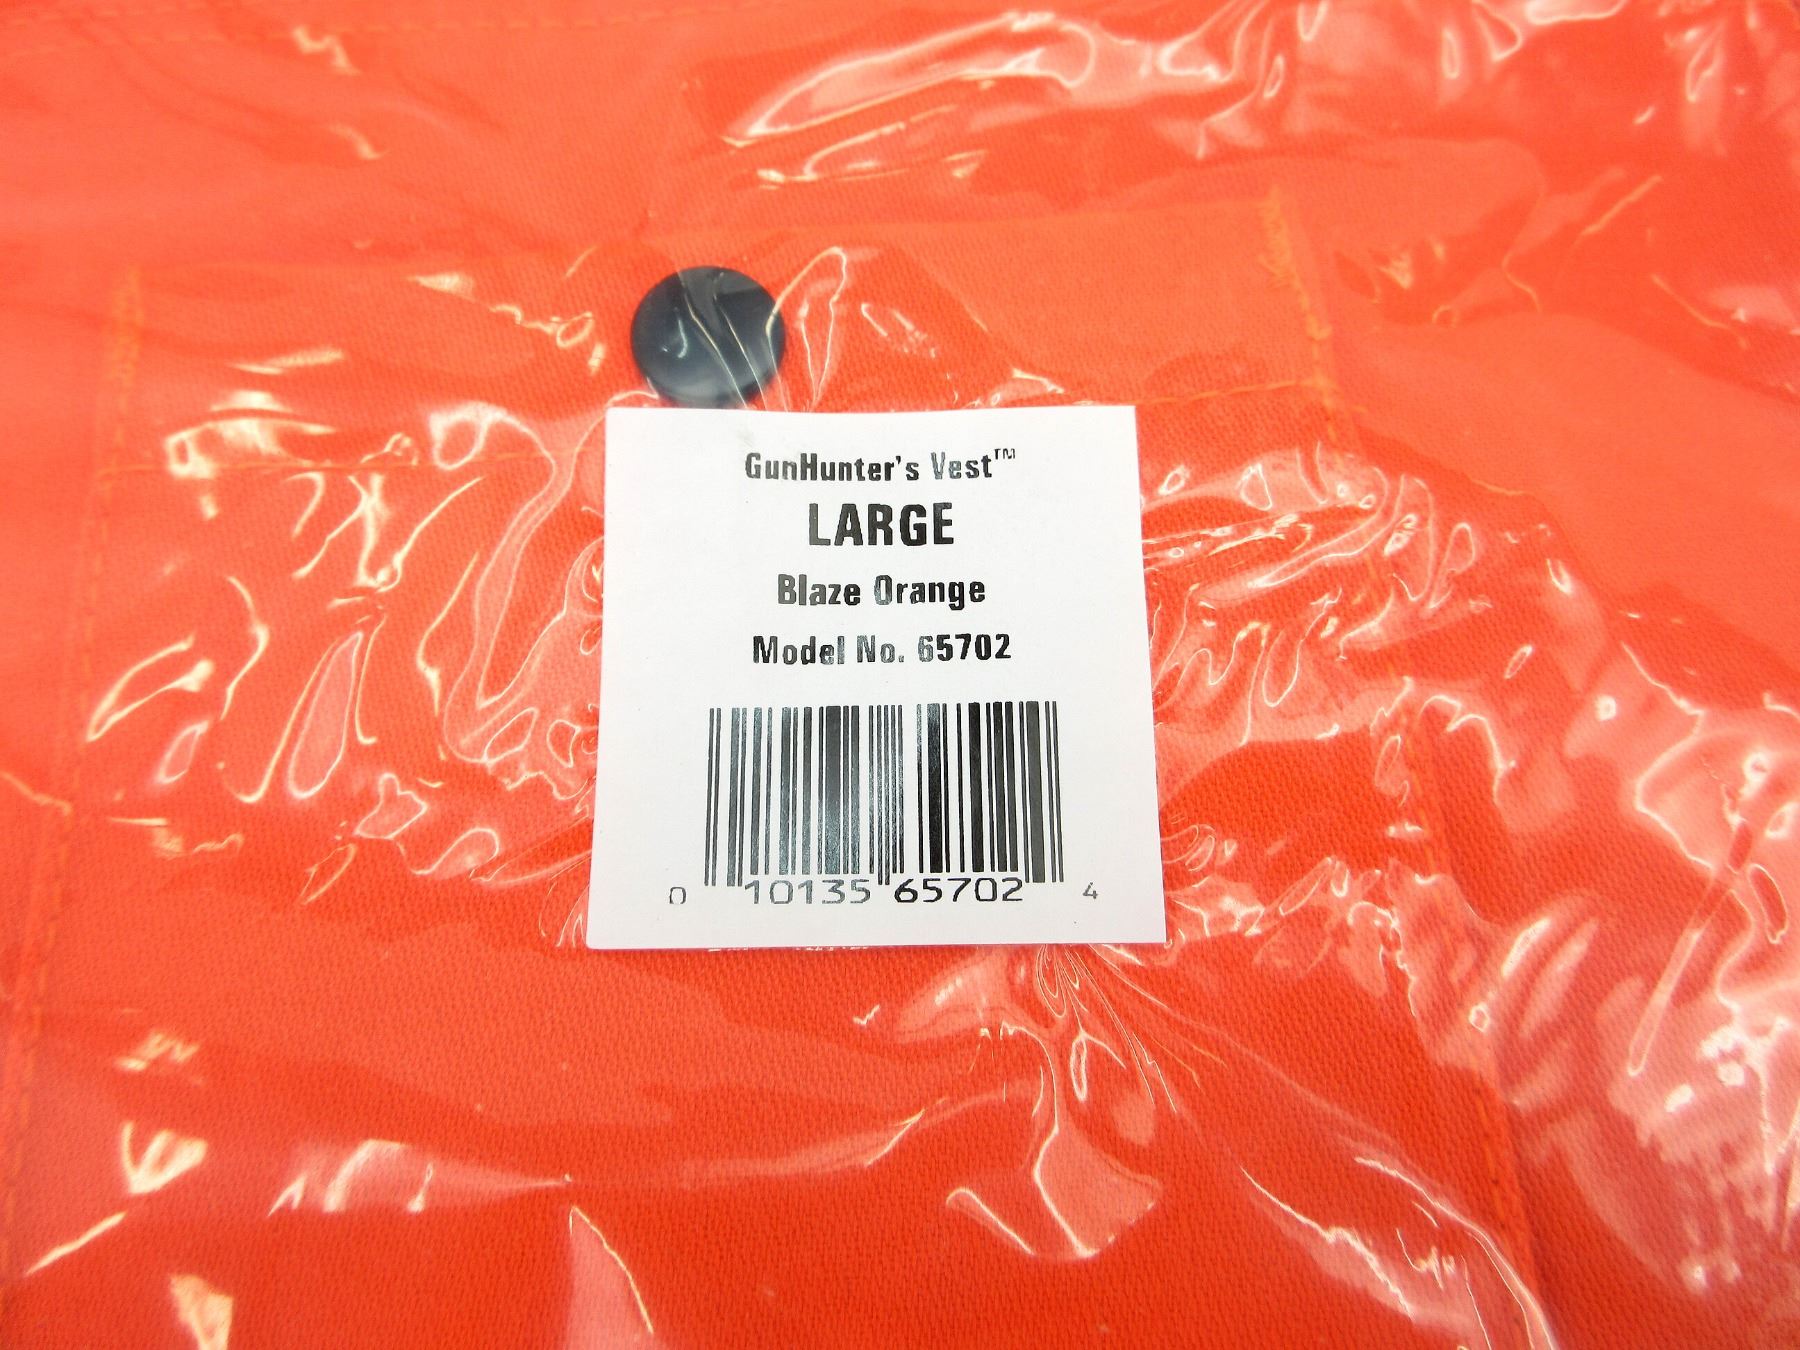 GunHunter's Vest™
LARGE
Blaze Orange
Model No. 65702
0 10135 65702 4